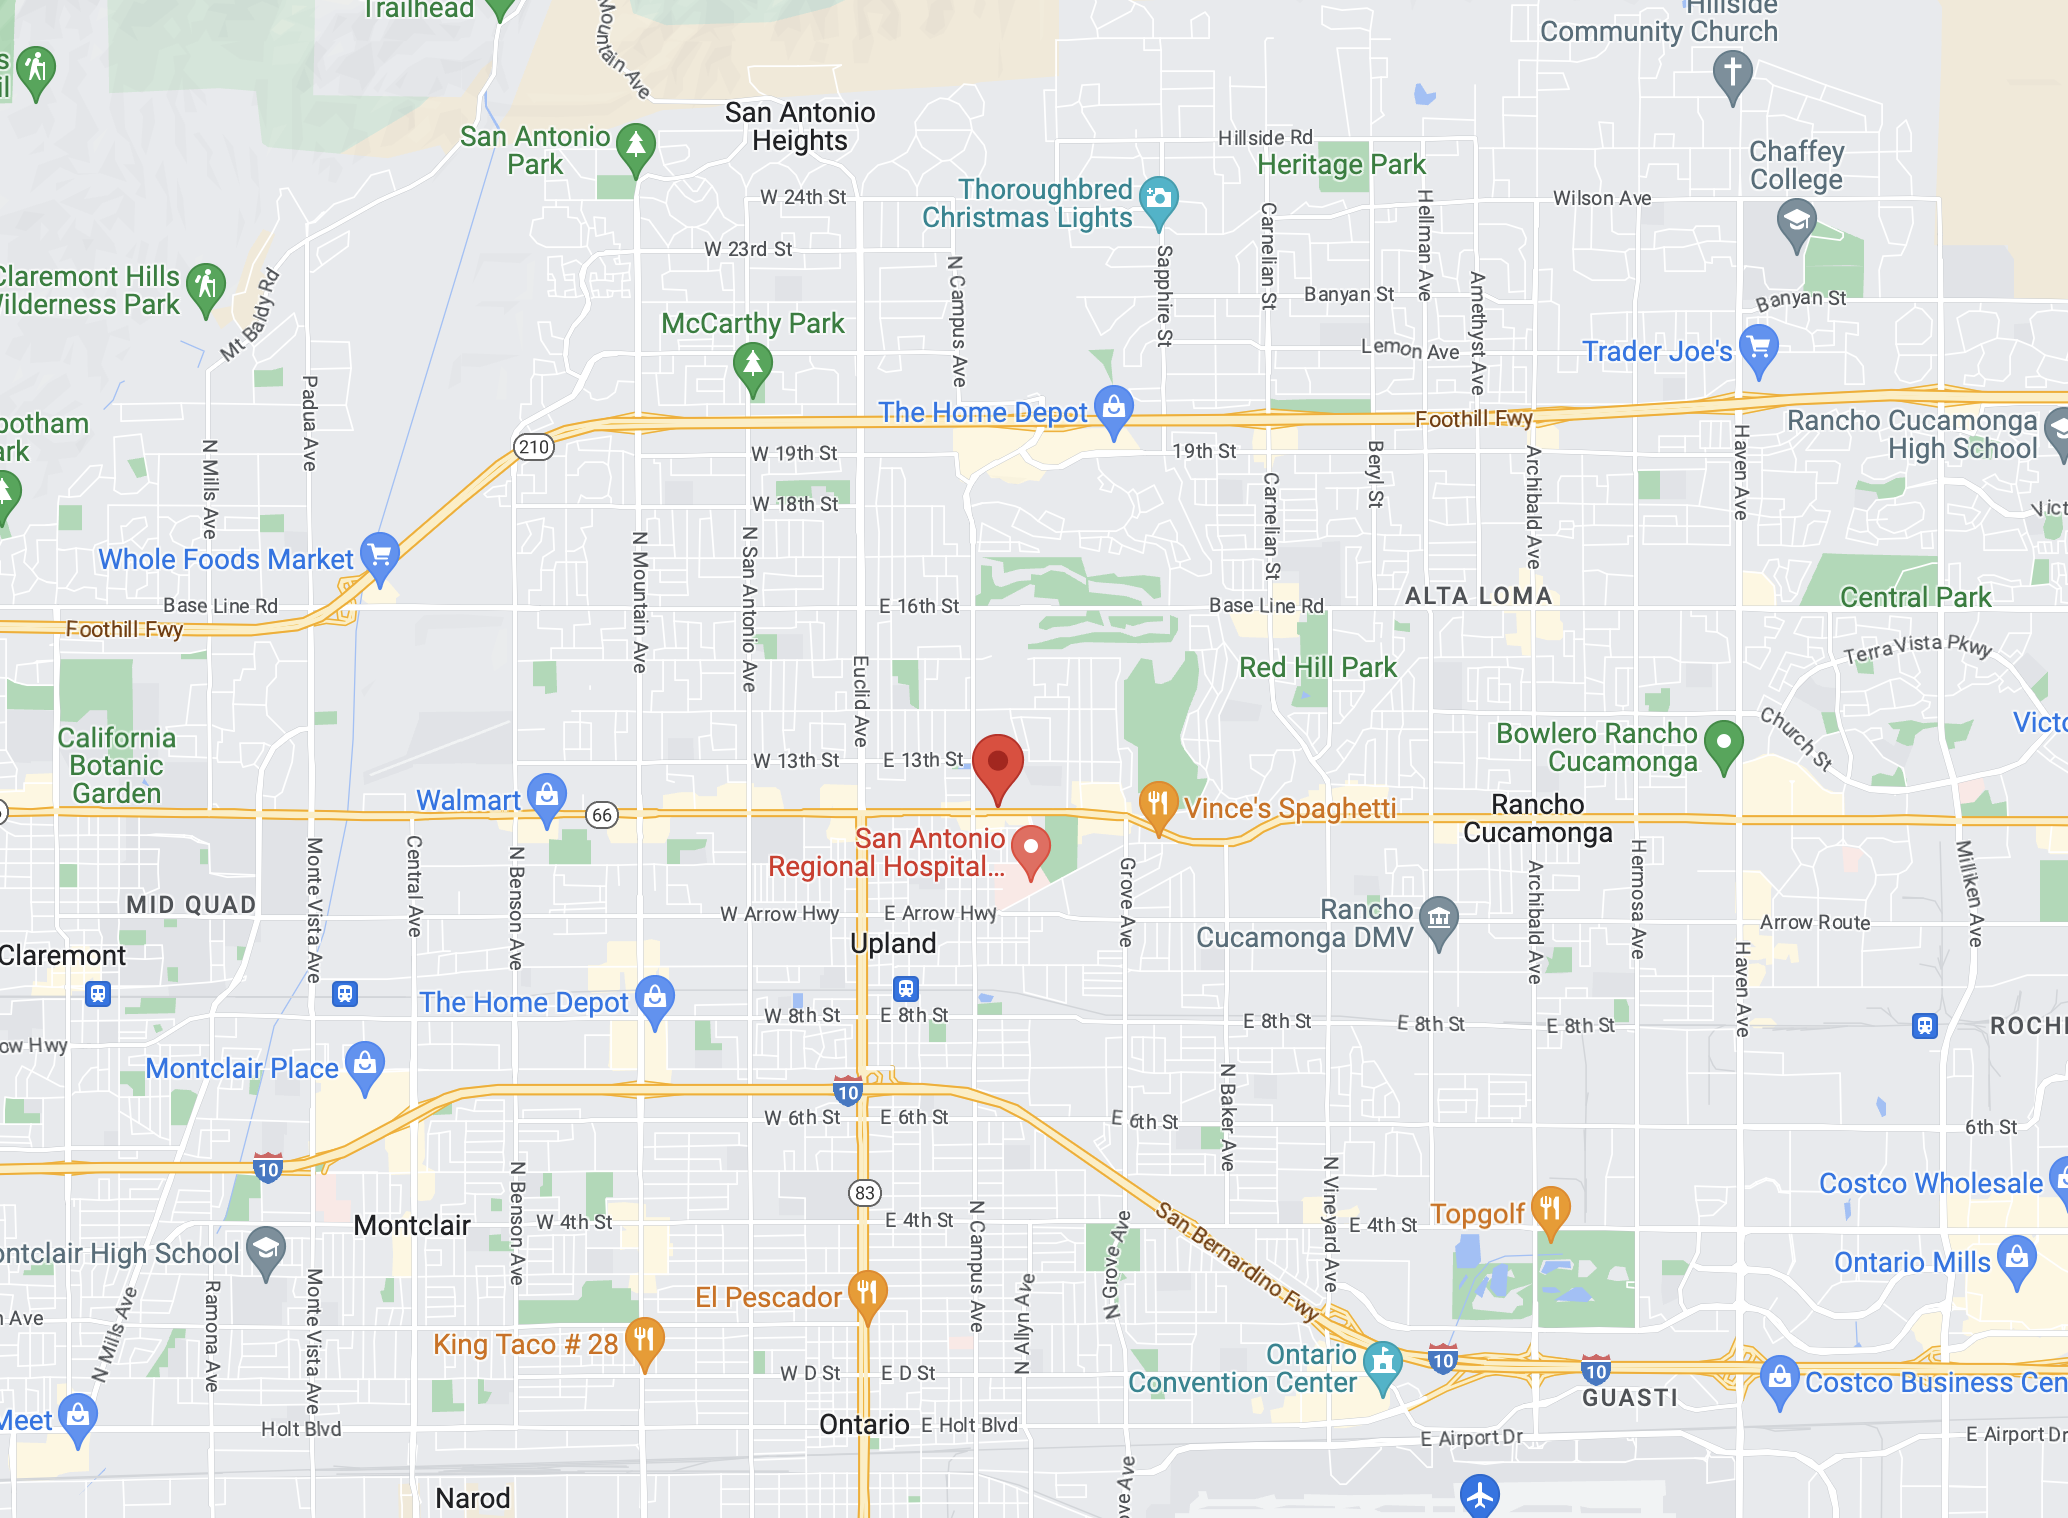 Trailhead
Mountain Ave
Hillside
Community Church
San Antonio
Heights
San Antonio
Park
Hillside Rd
Heritage Park
Chaffey
College
W 24th St
Thoroughbred
Christmas Lights
Wilson Ave
W 23rd St
N Campus Ave
Sapphire St
Carnelian St
Hellman Ave
Amethyst Ave
Banyan St
Banyan St
Claremont Hills
Wilderness Park
Mt Baldy Rd
McCarthy Park
Lemon Ave
Trader Joe's
The Home Depot
Foothill Fwy
Rancho Cucamonga
High School
Padua Ave
N Mills Ave
210
W 19th St
19th St
Carnelian St
Beryl St
Archibald Ave
Haven Ave
W 18th St
Vict
Whole Foods Market
N Mountain Ave
N San Antonio Ave
Base Line Rd
E 16th St
Base Line Rd
ALTA LOMA
Central Park
Foothill Fwy
Terra Vista Pkwy
Euclid Ave
Red Hill Park
California
Botanic
Garden
W 13th St
E 13th St
Bowlero Rancho
Cucamonga
Church St
Victo
Walmart
66
Vince's Spaghetti
Rancho
Cucamonga
San Antonio
Regional Hospital...
Monte Vista Ave
Central Ave
N Benson Ave
Grove Ave
Archibald Ave
Hermosa Ave
Milliken Ave
MID QUAD
W Arrow Hwy
E Arrow Hwy
Rancho
Cucamonga DMV
Arrow Route
Claremont
Upland
Haven Ave
The Home Depot
W 8th St
E 8th St
E 8th St
E 8th St
E 8th St
ROCH
ow Hwy
Montclair Place
10
N Baker Ave
W 6th St
E 6th St
E 6th St
6th St
10
N Benson Ave
83
N Vineyard Ave
Costco Wholesale
Montclair
W 4th St
E 4th St
N Campus Ave
N Grove Ave
San Bernardino Fwy
E 4th St
Topgolf
ontclair High School
Ontario Mills
Ramona Ave
Monte Vista Ave
N Mills Ave
n Ave
El Pescador
N Allyn Ave
King Taco # 28
W D St
E D St
Ontario
Convention Center
10
10
GUASTI
Costco Business Cen
Meet
Holt Blvd
Ontario
E Holt Blvd
E Airport Dr
E Airport Dr
Narod
ove Ave